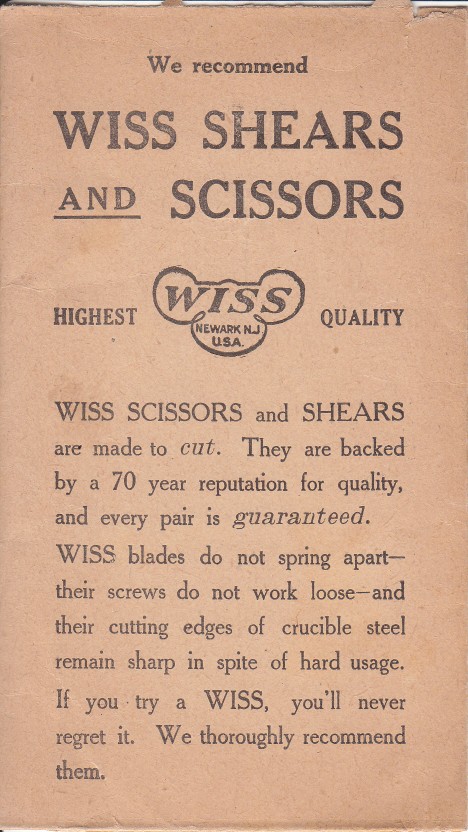 We recommend
WISS SHEARS
AND SCISSORS
HIGHEST WISS QUALITY
NEWARK N.J.
U.S.A.
WISS SCISSORS and SHEARS
are made to cut. They are backed
by a 70 year reputation for quality,
and every pair is guaranteed.
WISS blades do not spring apart—
their screws do not work loose—and
their cutting edges of crucible steel
remain sharp in spite of hard usage.
If you try a WISS, you'll never
regret it. We thoroughly recommend
them.